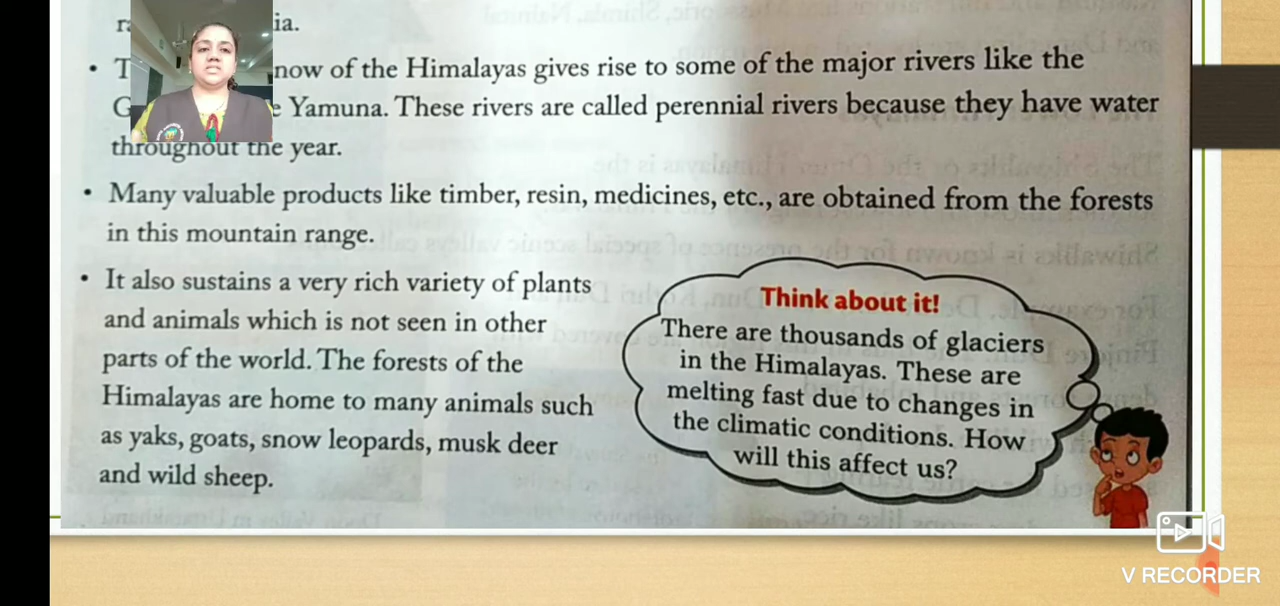 ia.
• now of the Himalayas gives rise to some of the major rivers like the
Yamuna. These rivers are called perennial rivers because they have water
throughout the year.
• Many valuable products like timber, resin, medicines, etc., are obtained from the forests
in this mountain range.
• It also sustains a very rich variety of plants
and animals which is not seen in other
parts of the world. The forests of the
Himalayas are home to many animals such
as yaks, goats, snow leopards, musk deer
and wild sheep.
Think about it!
There are thousands of glaciers
in the Himalayas. These are
melting fast due to changes in
the climatic conditions. How
will this affect us?
V RECORDER